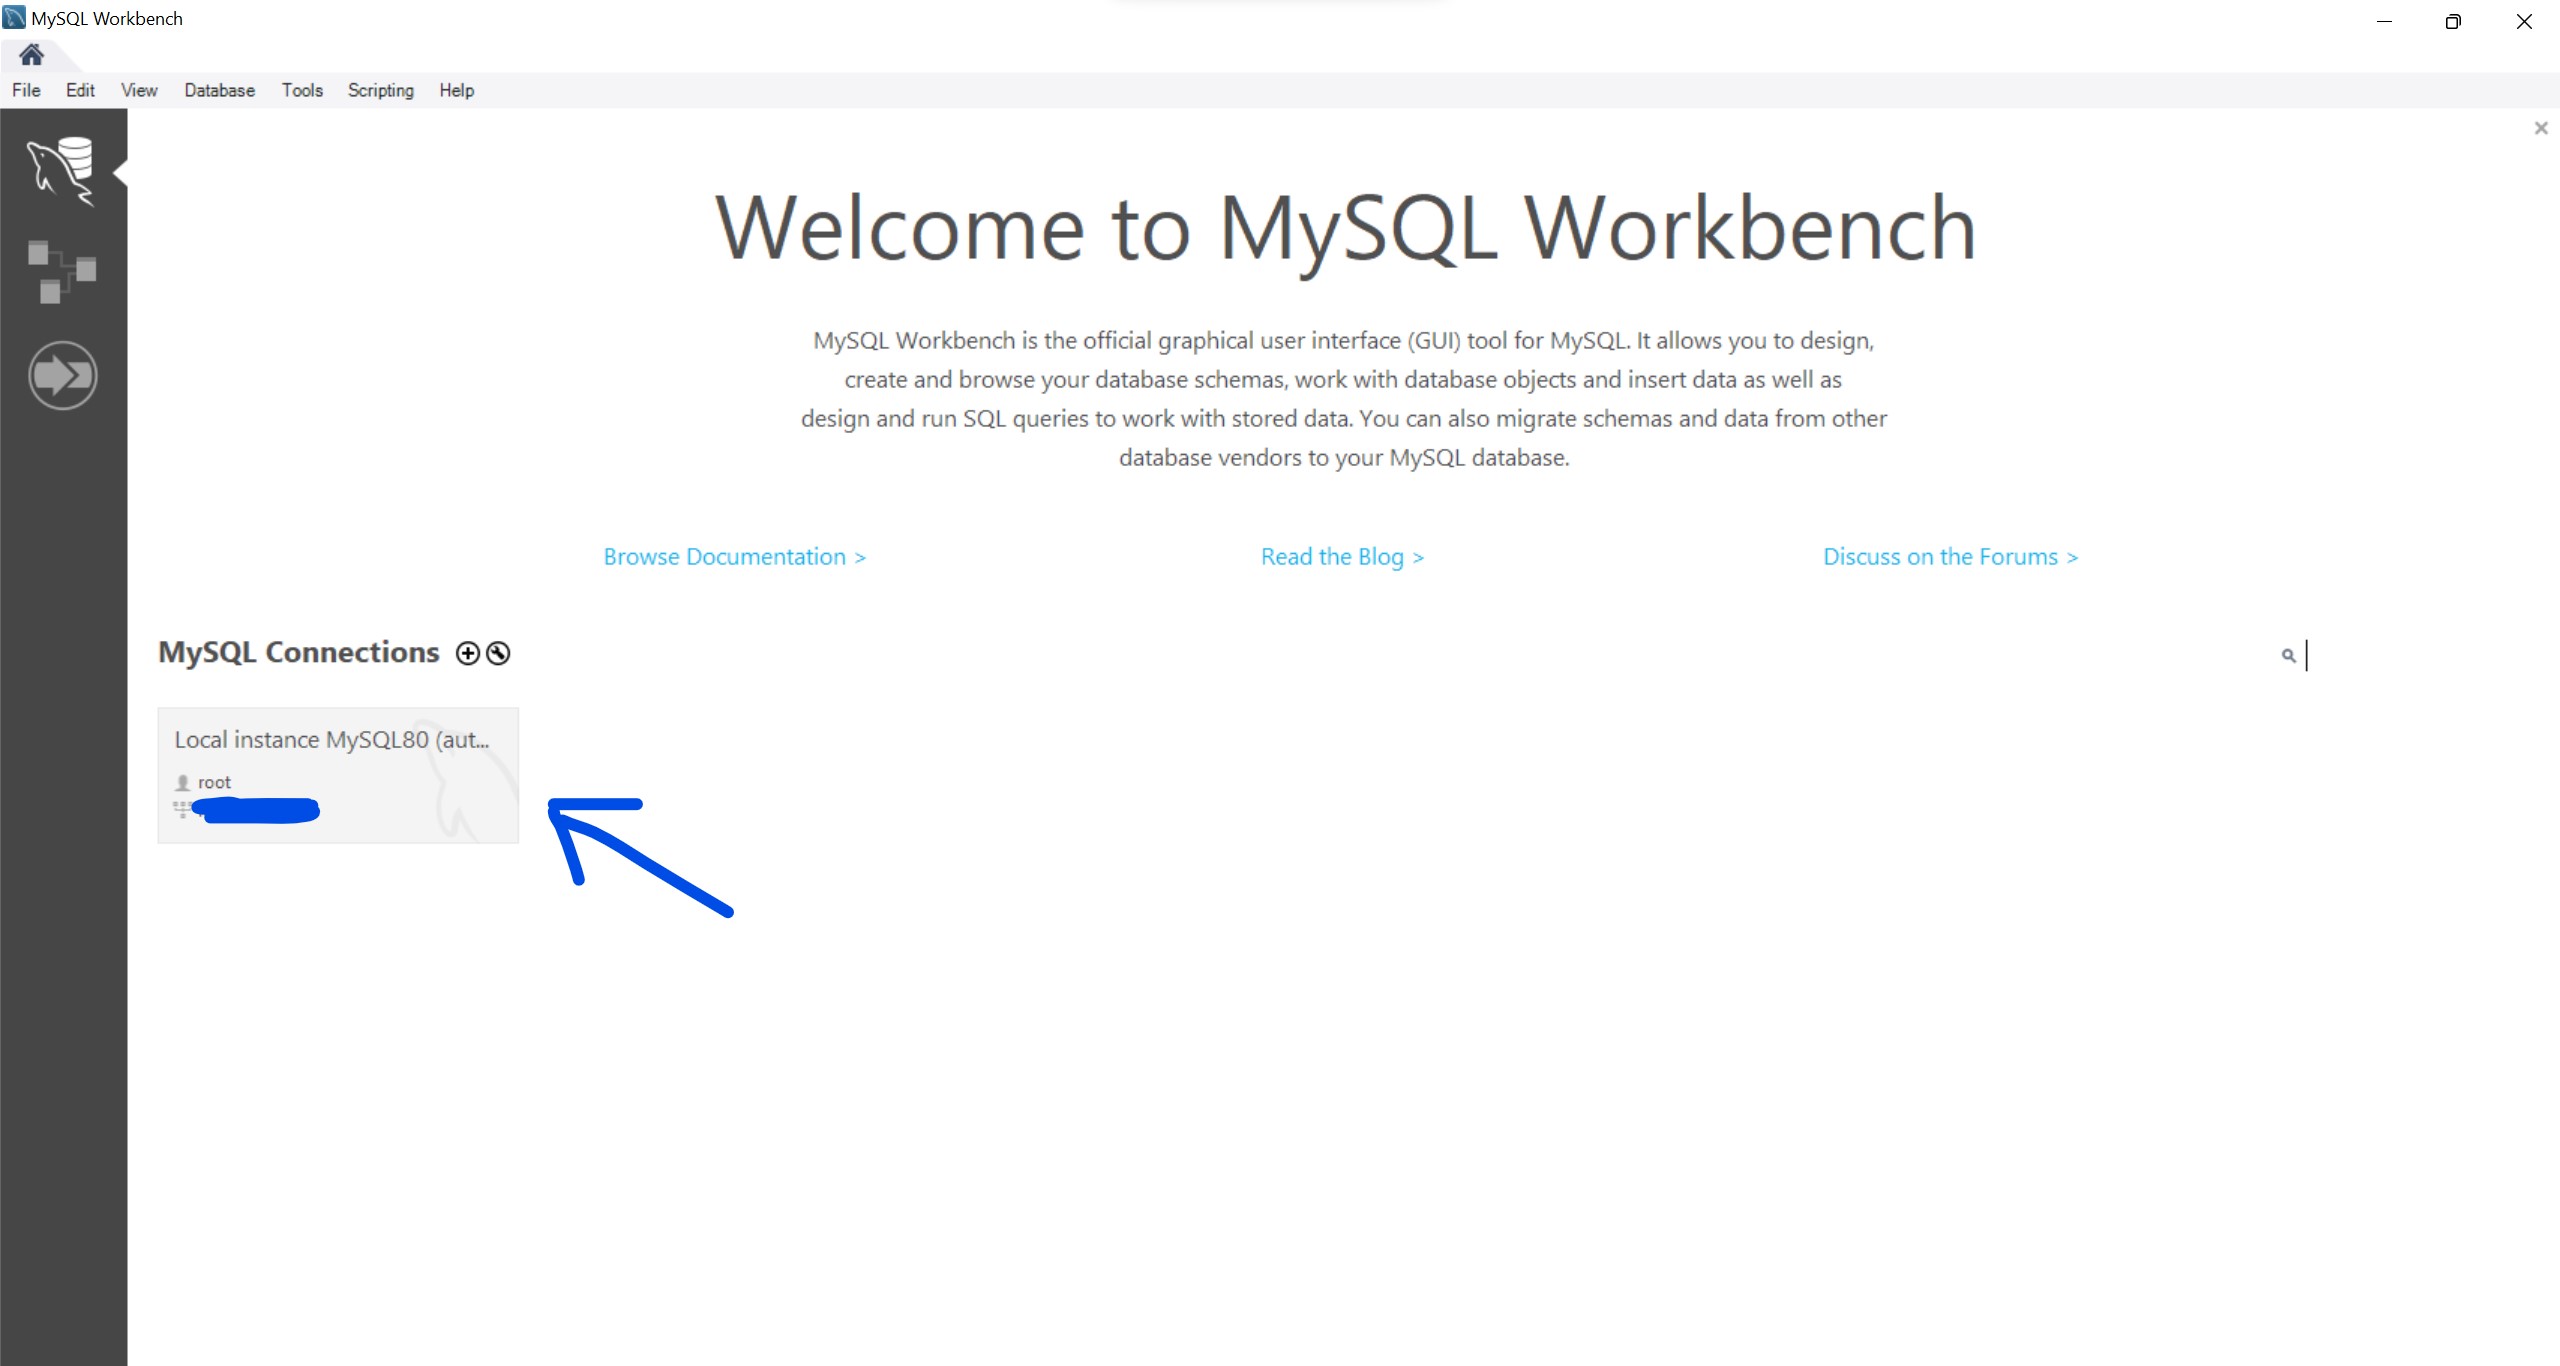 MySQL Workbench
File Edit View Database Tools Scripting Help
Welcome to MySQL Workbench
MySQL Workbench is the official graphical user interface (GUI) tool for MySQL. It allows you to design,
create and browse your database schemas, work with database objects and insert data as well as
design and run SQL queries to work with stored data. You can also migrate schemas and data from other
database vendors to your MySQL database.
Browse Documentation > Read the Blog > Discuss on the Forums >
MySQL Connections
Local instance MySQL80 (aut...
root